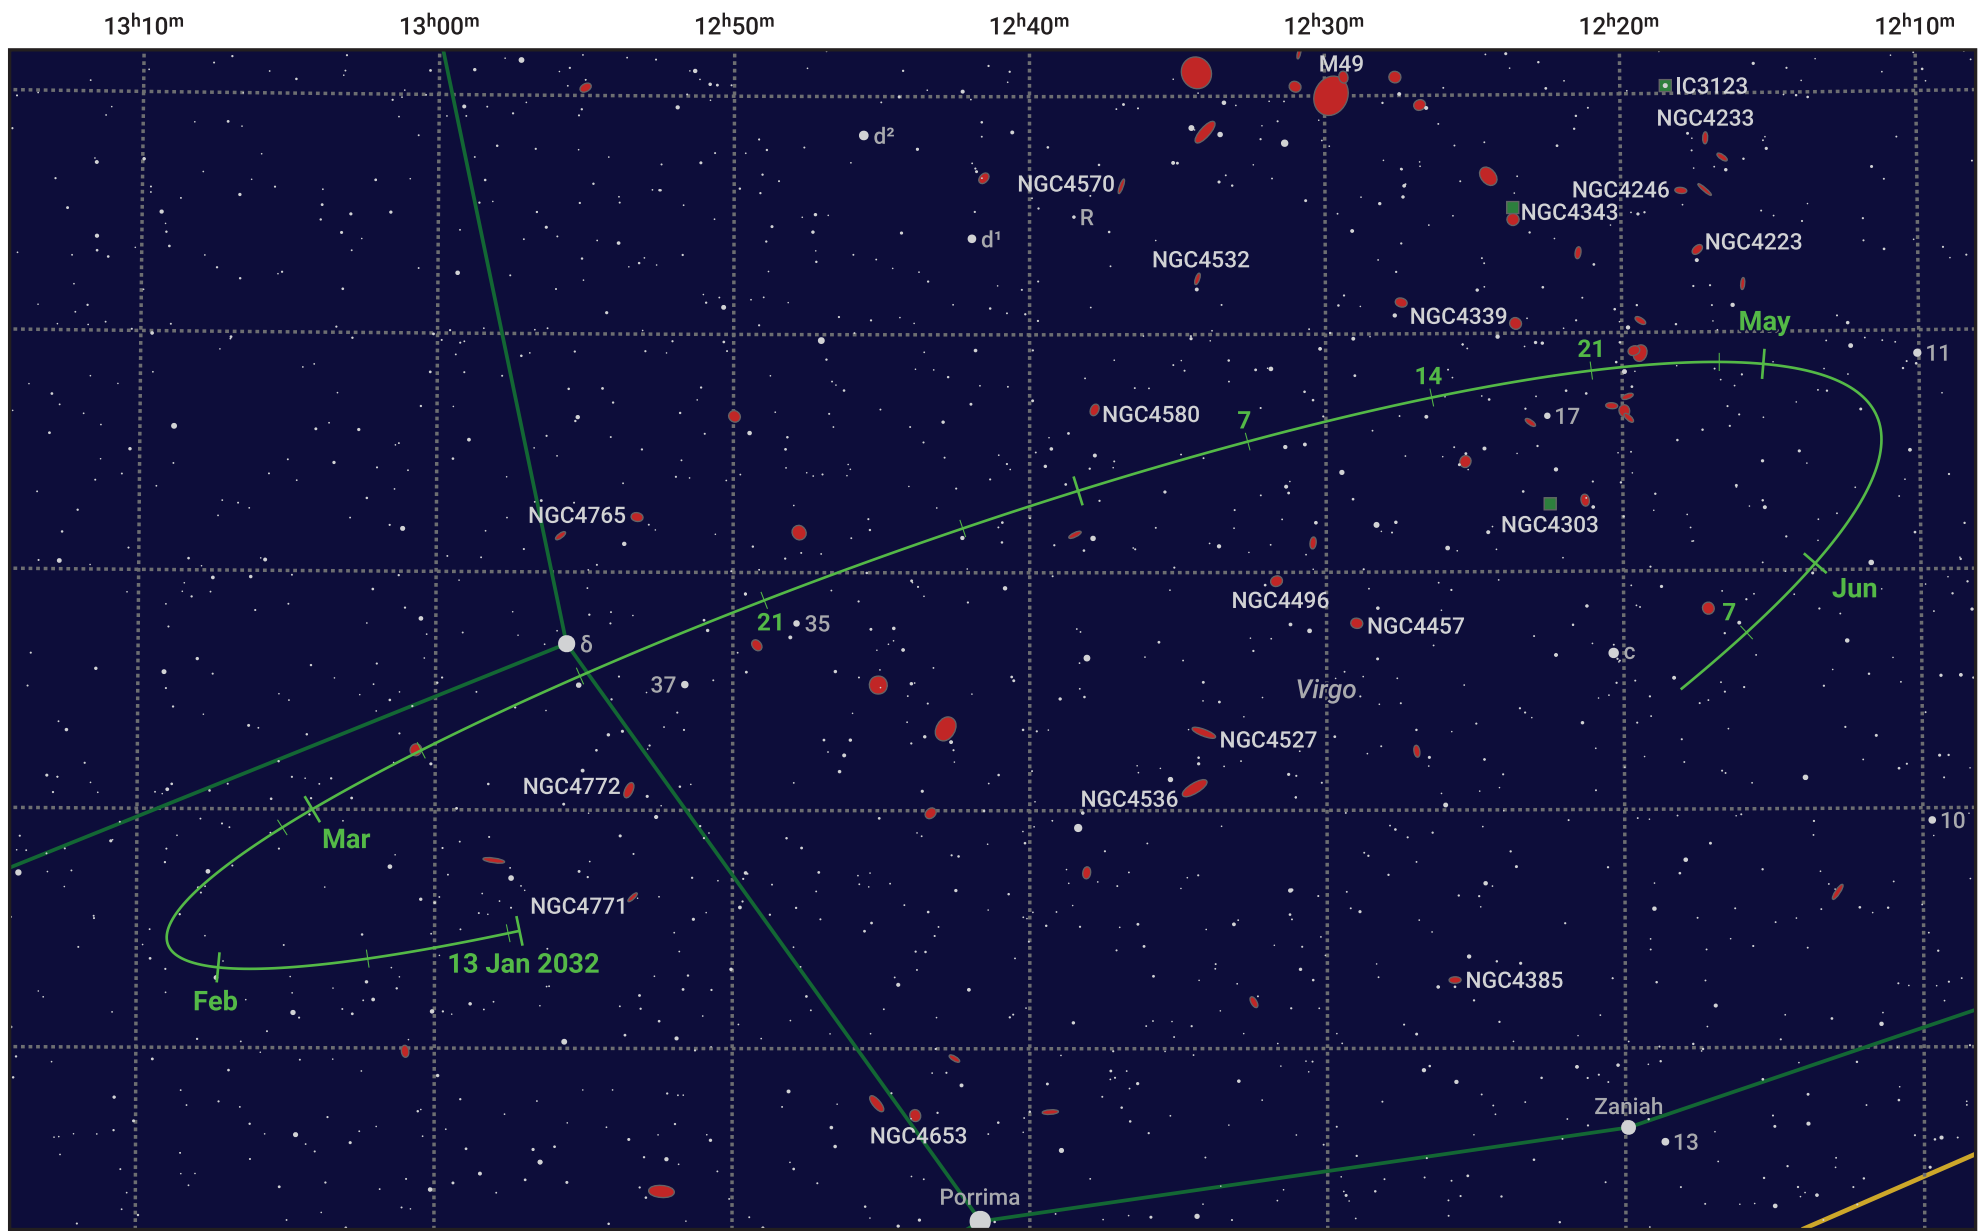 13ʰ10ᵐ 13ʰ00ᵐ 12ʰ50ᵐ 12ʰ40ᵐ 12ʰ30ᵐ 12ʰ20ᵐ 12ʰ10ᵐ
M49
IC3123
NGC4233
d²
NGC4570
NGC4246
R
NGC4343
d¹
NGC4223
NGC4532
NGC4339
May
21
11
14
7
NGC4580
17
NGC4765
NGC4303
Jun
NGC4496
7
21
35
NGC4457
δ
c
37
Virgo
NGC4527
NGC4772
NGC4536
10
Mar
NGC4771
13 Jan 2032
NGC4385
Feb
Zaniah
NGC4653
13
Porrima